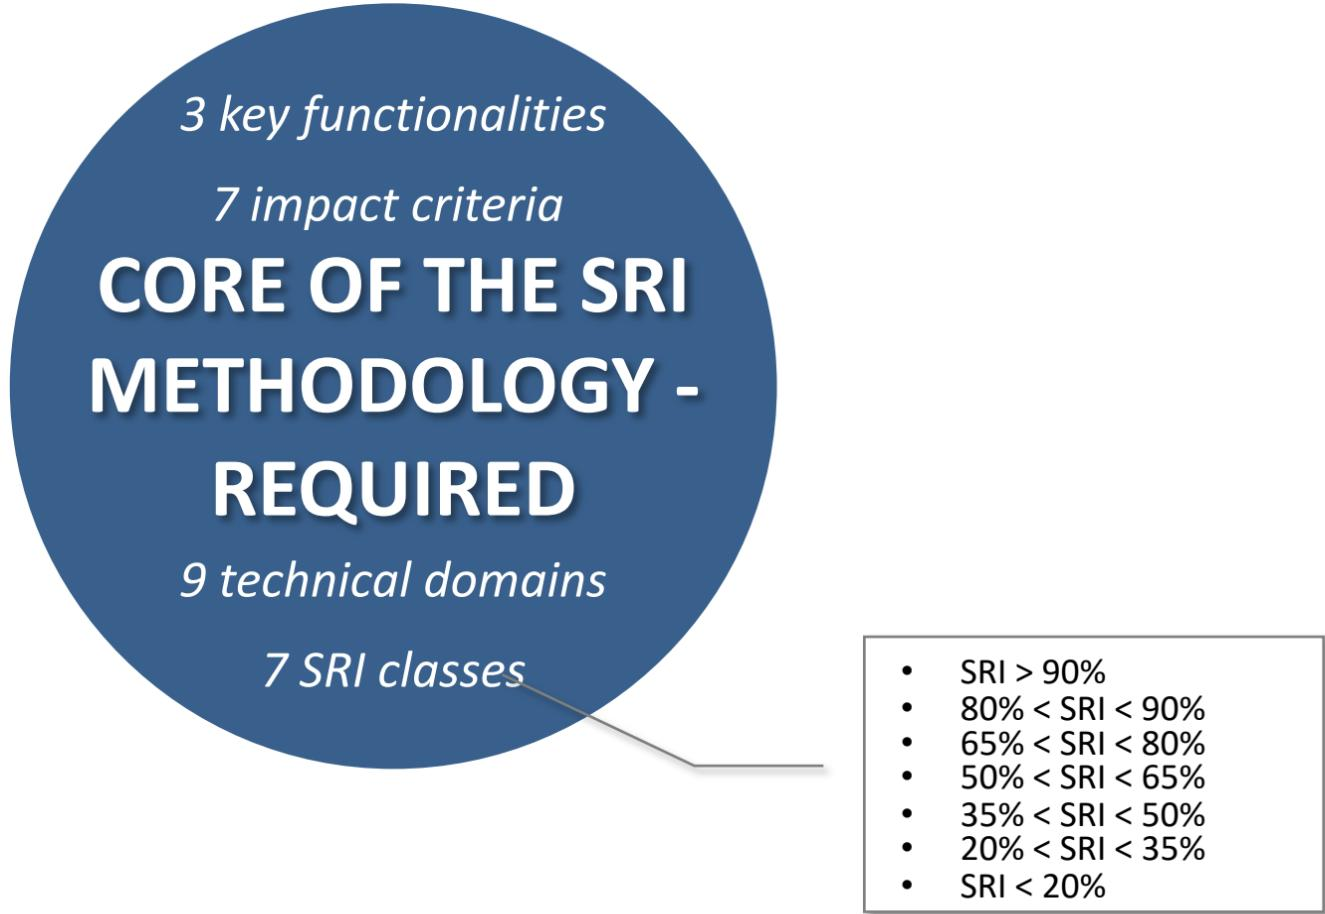 3 key functionalities
7 impact criteria
CORE OF THE SRI
METHODOLOGY -
REQUIRED
9 technical domains
7 SRI classes
• SRI > 90%
• 80% < SRI < 90%
• 65% < SRI < 80%
• 50% < SRI < 65%
• 35% < SRI < 50%
• 20% < SRI < 35%
• SRI < 20%